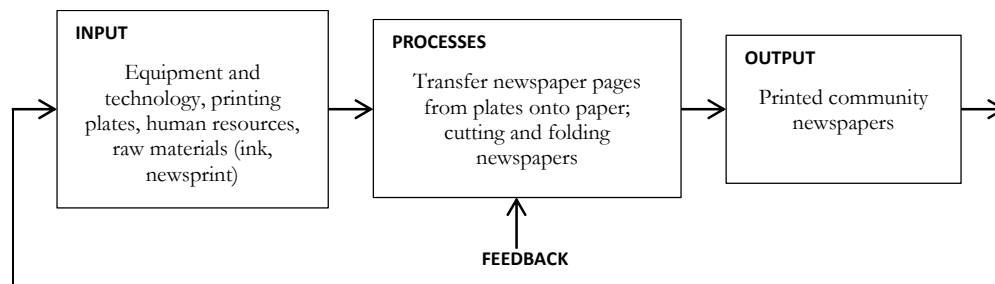 INPUT
Equipment and
technology, printing
plates, human resources,
raw materials (ink,
newsprint)
PROCESSES
Transfer newspaper pages
from plates onto paper;
cutting and folding
newspapers
OUTPUT
Printed community
newspapers
FEEDBACK